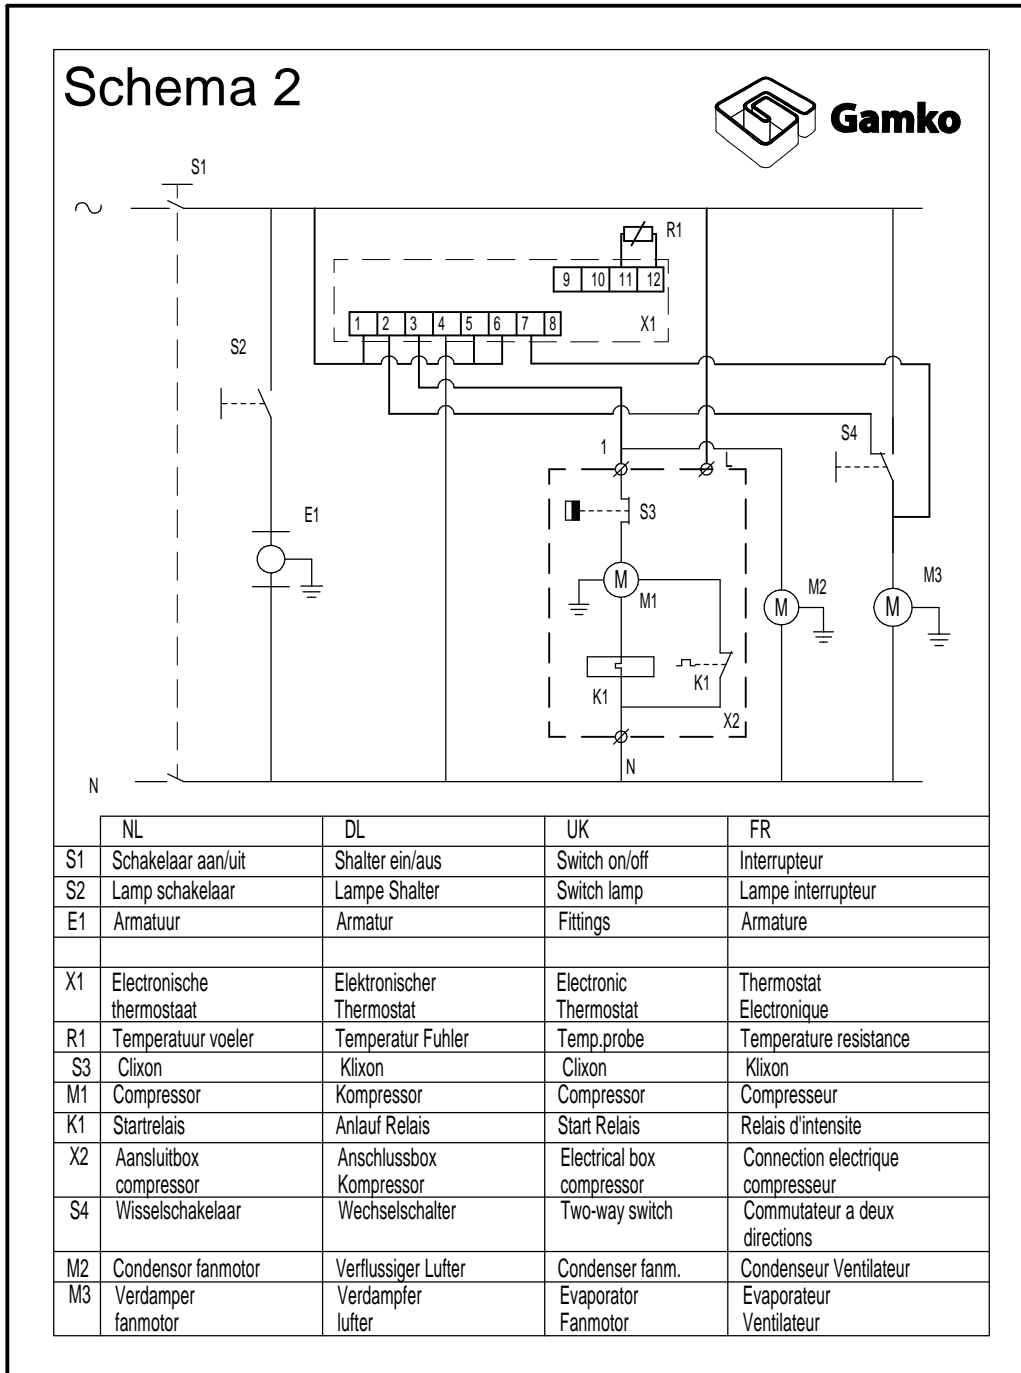 Schema 2
Gamko
S1
R1
9 10 11 12
1 2 3 4 5 6 7 8
X1
S2
S4
1
L
E1
S3
M
M1
M2
M3
M
M
K1
K1
X2
N
N
NL DL UK FR
S1 Schakelaar aan/uit Shalter ein/aus Switch on/off Interrupteur
S2 Lamp schakelaar Lampe Shalter Switch lamp Lampe interrupteur
E1 Armatuur Armatur Fittings Armature
X1 Electronische Elektronischer Electronic Thermostat
thermostaat Thermostat Thermostat Electronique
R1 Temperatuur voeler Temperatur Fuhler Temp.probe Temperature resistance
S3 Clixon Klixon Clixon Klixon
M1 Compressor Kompressor Compressor Compresseur
K1 Startrelais Anlauf Relais Start Relais Relais d'intensite
X2 Aansluitbox Anschlussbox Electrical box Connection electrique
compressor Kompressor compressor compresseur
S4 Wisselschakelaar Wechselschalter Two-way switch Commutateur a deux
directions
M2 Condensor fanmotor Verflussiger Lufter Condenser fanm. Condenseur Ventilateur
M3 Verdamper Verdampfer Evaporator Evaporateur
fanmotor lufter Fanmotor Ventilateur